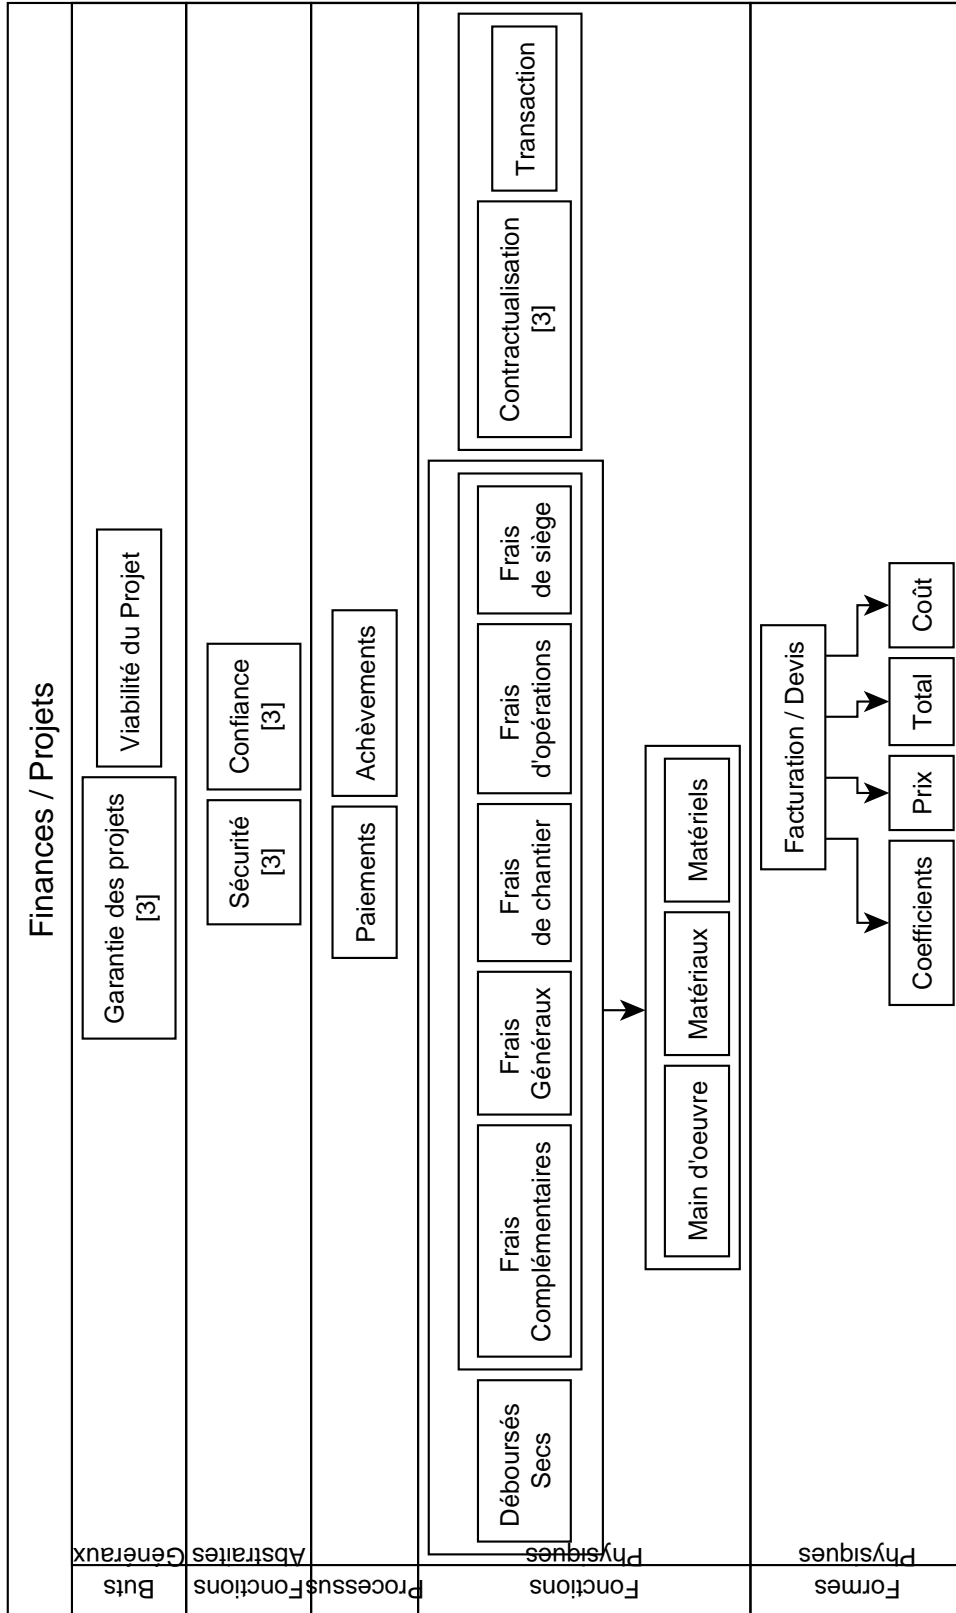 Finances / Projets
Buts
Généraux
Garantie des projets
[3]
Viabilité du Projet
Fonctions
Abstraites
Sécurité
[3]
Confiance
[3]
Processus
Paiements
Achèvements
Fonctions
Physiques
Déboursés
Secs
Frais
Complémentaires
Frais
Généraux
Frais
de chantier
Frais
d'opérations
Frais
de siège
Contractualisation
[3]
Transaction
Main d'oeuvre
Matériaux
Matériels
Formes
Physiques
Facturation / Devis
Coefficients
Prix
Total
Coût